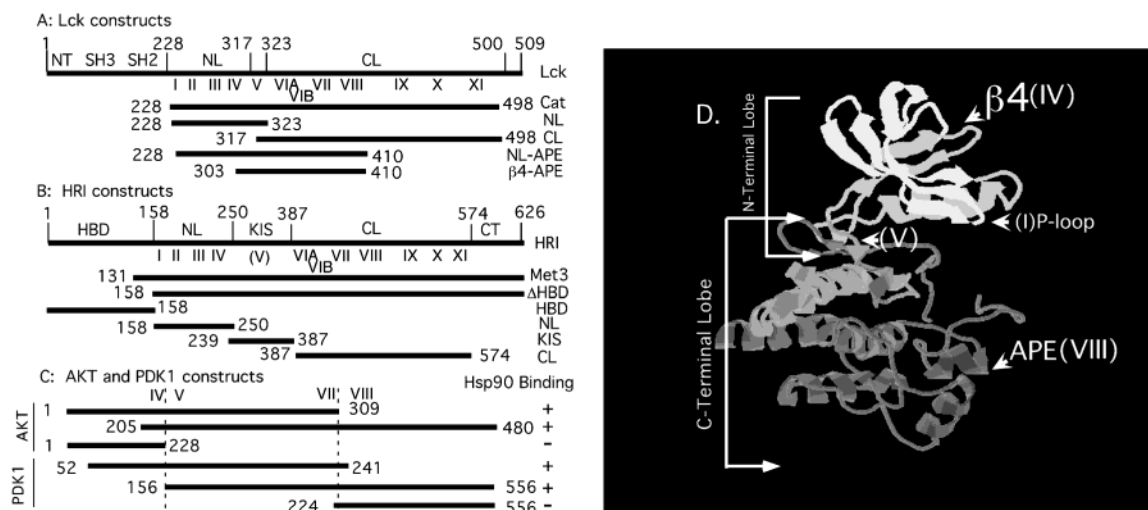 A: Lck constructs
1 228 317 323 500 509
NT SH3 SH2 NL CL
Lck
I II III IV V VIA VII VIII IX X XI
VIB
228 498 Cat
228 323 NL
317 498 CL
228 410 NL-APE
303 410 β4-APE
B: HRI constructs
1 158 250 387 574 626
HBD NL KIS CL CT
HRI
I II III IV (V) VIA VII VIII IX X XI
VIB
131 Met3
158 ΔHBD
158 HBD
158 250 NL
239 387 KIS
387 574 CL
C: AKT and PDK1 constructs Hsp90 Binding
IV V VII VIII
AKT
1 309 +
205 480 +
1 228 –
PDK1
52 241 +
156 556 +
224 556 –
D.
N-Terminal Lobe
C-Terminal Lobe
β4(IV)
(I)P-loop
(V)
APE(VIII)